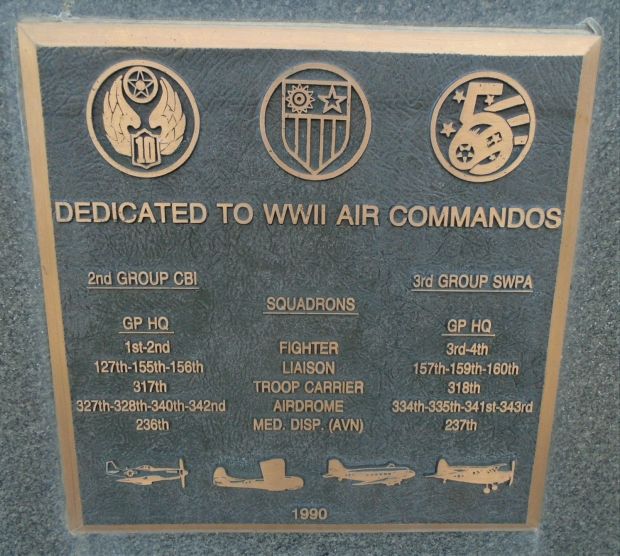 10
5
DEDICATED TO WWII AIR COMMANDOS
2nd GROUP CBI
3rd GROUP SWPA
SQUADRONS
GP HQ
GP HQ
1st-2nd FIGHTER 3rd-4th
127th-155th-156th LIAISON 157th-159th-160th
317th TROOP CARRIER 318th
327th-328th-340th-342nd AIRDROME 334th-335th-341st-343rd
236th MED. DISP. (AVN) 237th
1990